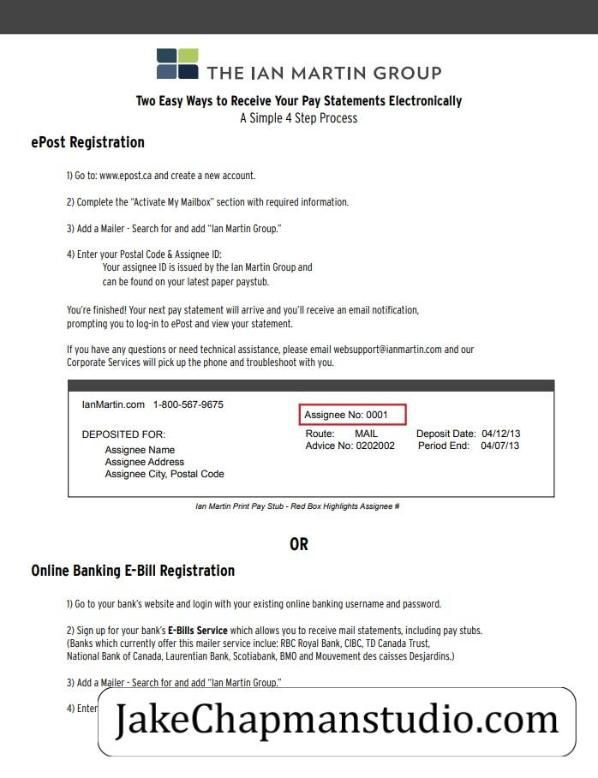 THE IAN MARTIN GROUP
Two Easy Ways to Receive Your Pay Statements Electronically
A Simple 4 Step Process
ePost Registration
1) Go to: www.epost.ca and create a new account.
2) Complete the "Activate My Mailbox" section with required information.
3) Add a Mailer - Search for and add "Ian Martin Group."
4) Enter your Postal Code & Assignee ID:
Your assignee ID is issued by the Ian Martin Group and
can be found on your latest paper paystub.
You're finished! Your next pay statement will arrive and you'll receive an email notification,
prompting you to log-in to ePost and view your statement.
If you have any questions or need technical assistance, please email websupport@ianmartin.com and our
Corporate Services will pick up the phone and troubleshoot with you.
IanMartin.com 1-800-567-9675
Assignee No: 0001
DEPOSITED FOR:
Route: MAIL Deposit Date: 04/12/13
Advice No: 0202002 Period End: 04/07/13
Assignee Name
Assignee Address
Assignee City, Postal Code
Ian Martin Print Pay Stub - Red Box Highlights Assignee #
OR
Online Banking E-Bill Registration
1) Go to your bank's website and login with your existing online banking username and password.
2) Sign up for your bank's E-Bills Service which allows you to receive mail statements, including pay stubs.
(Banks which currently offer this mailer service inclue: RBC Royal Bank, CIBC, TD Canada Trust,
National Bank of Canada, Laurentian Bank, Scotiabank, BMO and Mouvement des caisses Desjardins.)
3) Add a Mailer - Search for and add "Ian Martin Group."
4) Enter
JakeChapmanstudio.com